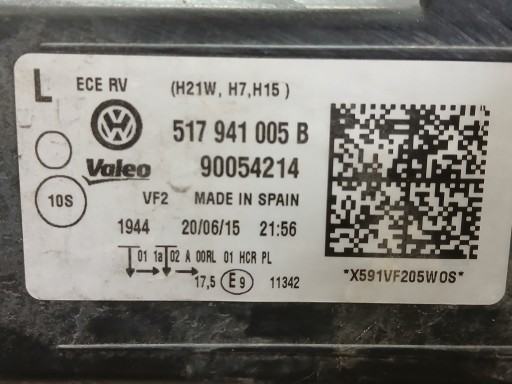 L ECE RV (H21W, H7,H15 )
517 941 005 B
Valeo 90054214
10S VF2 MADE IN SPAIN
1944 20/06/15 21:56
01 1a 02 A 00RL 01 HCR PL
17,5 E9 11342
*X591VF205W0S*